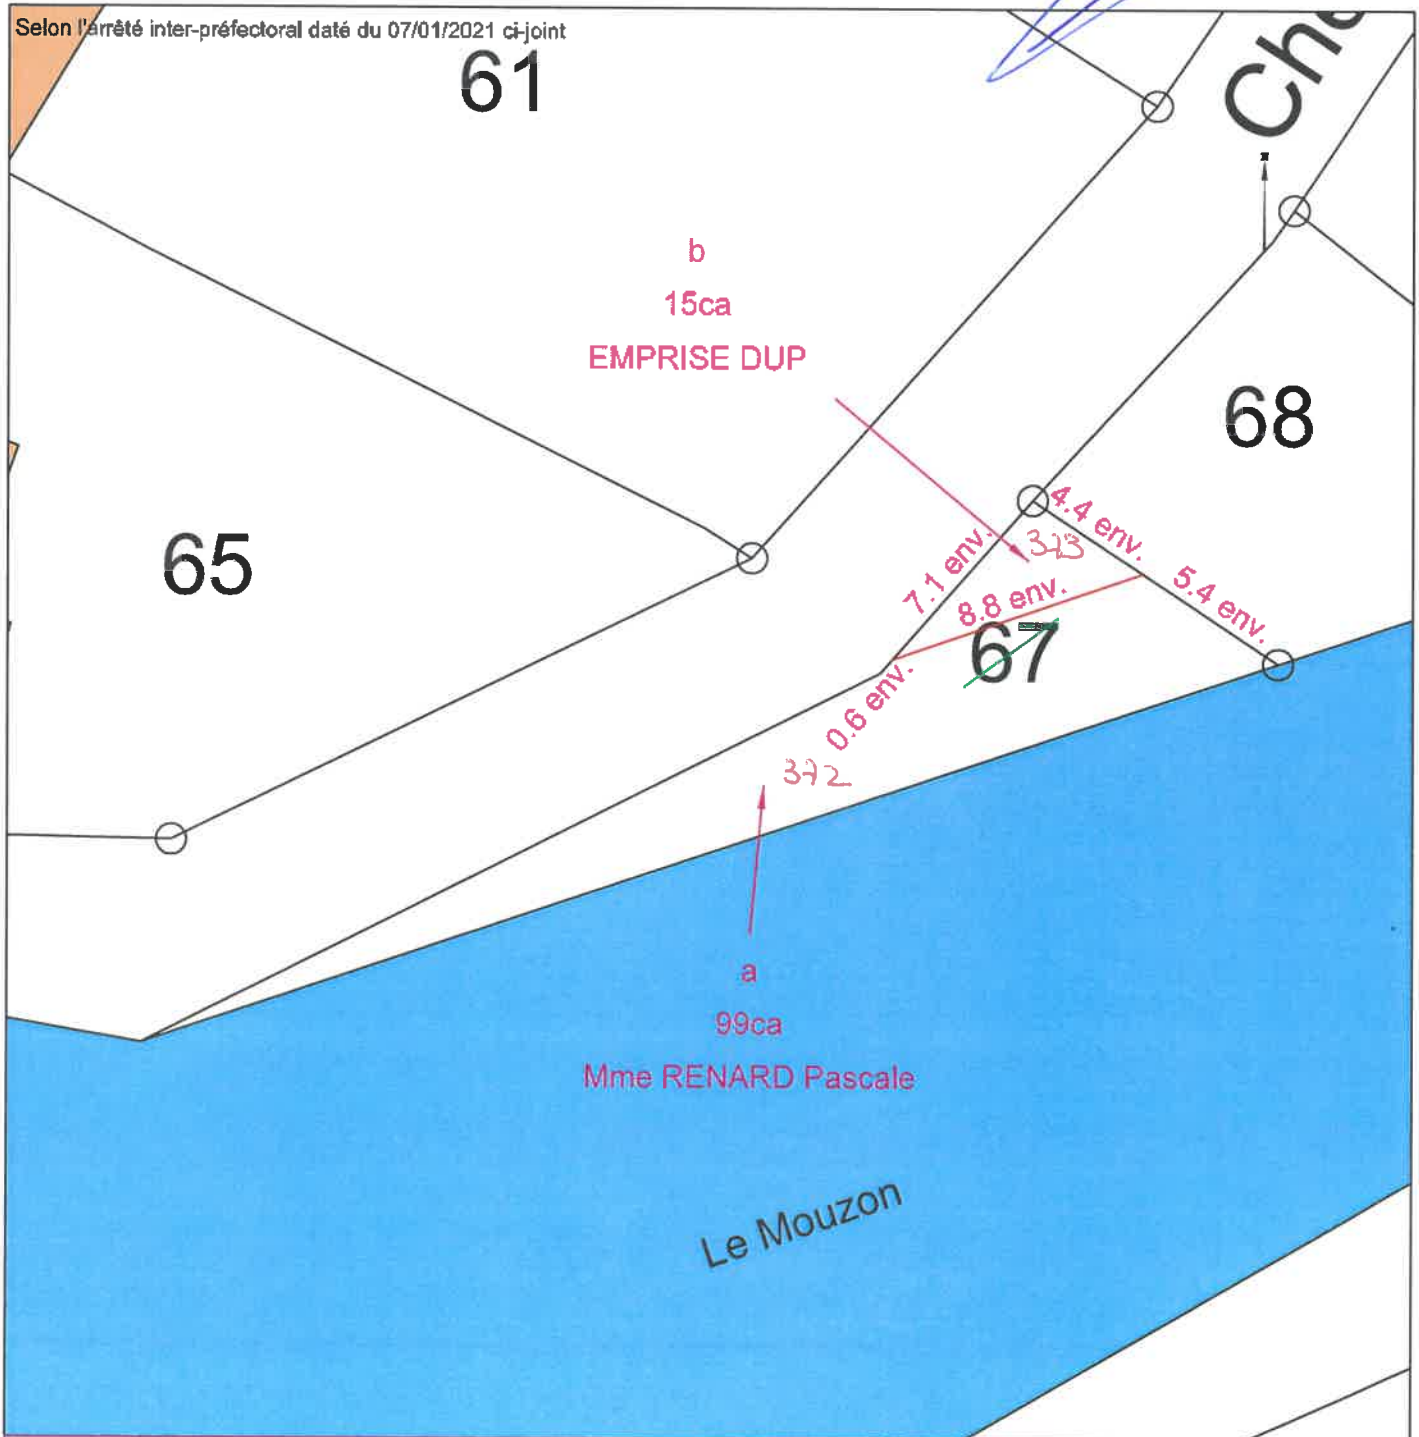 Selon l'arrêté inter-préfectoral daté du 07/01/2021 ci-joint
61
Che
b
15ca
EMPRISE DUP
68
65
4.4 env.
7.1 env.
373
8.8 env.
5.4 env.
67
0.6 env.
372
a
99ca
Mme RENARD Pascale
Le Mouzon